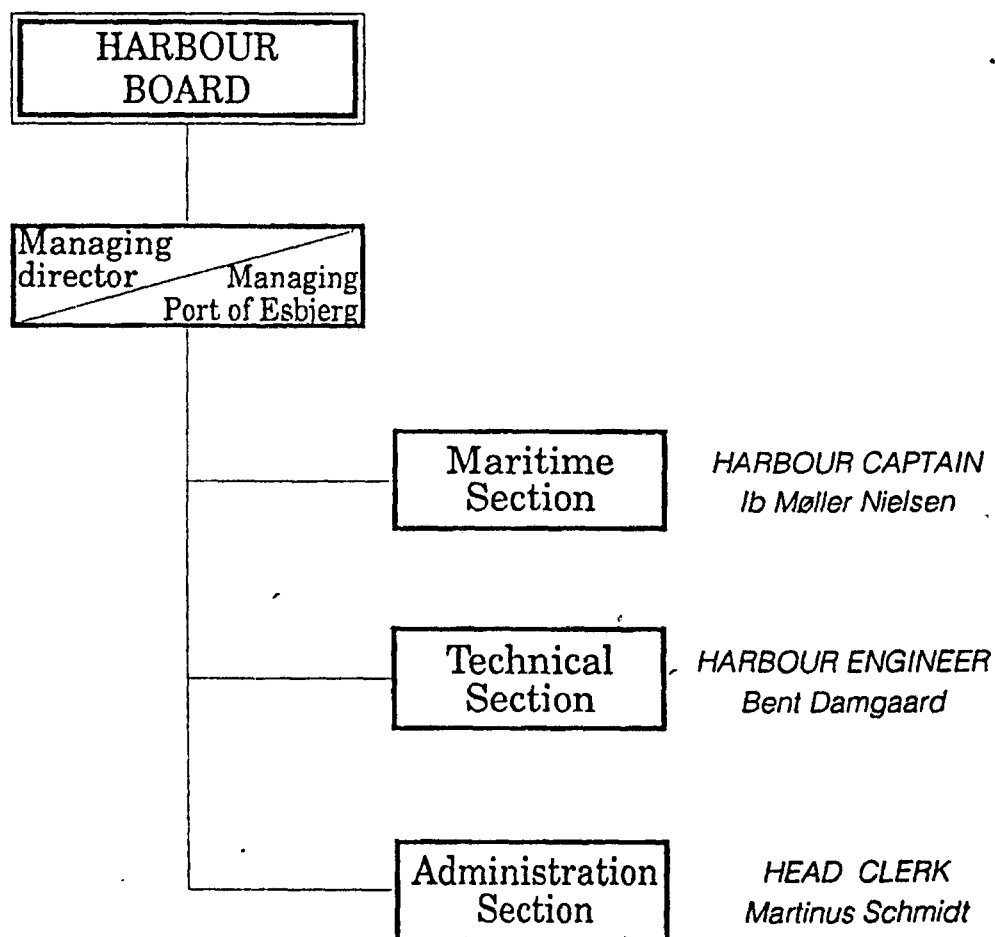 HARBOUR
BOARD
Managing
director
Managing
Port of Esbjerg
Maritime
Section
HARBOUR CAPTAIN
Ib Møller Nielsen
Technical
Section
HARBOUR ENGINEER
Bent Damgaard
Administration
Section
HEAD CLERK
Martinus Schmidt